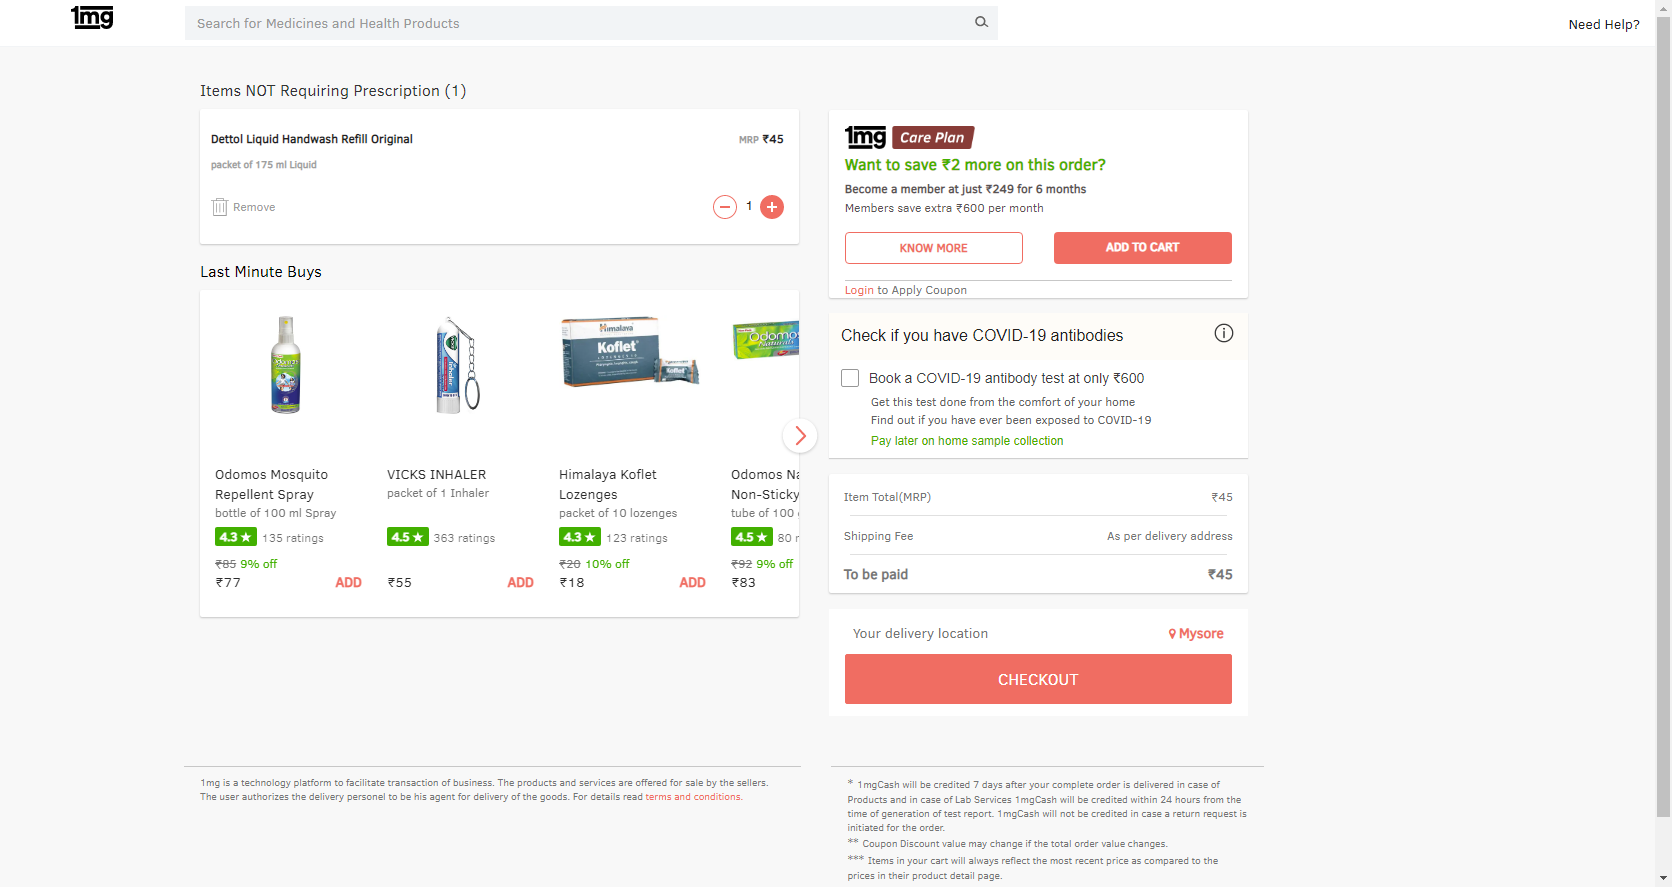 1mg
Search for Medicines and Health Products
Need Help?
Items NOT Requiring Prescription (1)
Dettol Liquid Handwash Refill Original
MRP ₹45
packet of 175 ml Liquid
Remove
1
Last Minute Buys
Himalaya
Koflet
Odomos
Naturals
Inhaler
Koflet
Odomos Mosquito
Repellent Spray
bottle of 100 ml Spray
4.3 ★ 135 ratings
₹85 9% off
₹77 ADD
VICKS INHALER
packet of 1 Inhaler
4.5 ★ 363 ratings
₹55 ADD
Himalaya Koflet
Lozenges
packet of 10 lozenges
4.3 ★ 123 ratings
₹20 10% off
₹18 ADD
Odomos Na
Non-Sticky
tube of 100
4.5 ★ 80
₹92 9% off
₹83
1mg Care Plan
Want to save ₹2 more on this order?
Become a member at just ₹249 for 6 months
Members save extra ₹600 per month
KNOW MORE
ADD TO CART
Login to Apply Coupon
Check if you have COVID-19 antibodies
Book a COVID-19 antibody test at only ₹600
Get this test done from the comfort of your home
Find out if you have ever been exposed to COVID-19
Pay later on home sample collection
Item Total(MRP) ₹45
Shipping Fee As per delivery address
To be paid ₹45
Your delivery location Mysore
CHECKOUT
1mg is a technology platform to facilitate transaction of business. The products and services are offered for sale by the sellers.
The user authorizes the delivery personel to be his agent for delivery of the goods. For details read terms and conditions.
* 1mgCash will be credited 7 days after your complete order is delivered in case of
Products and in case of Lab Services 1mgCash will be credited within 24 hours from the
time of generation of test report. 1mgCash will not be credited in case a return request is
initiated for the order.
** Coupon Discount value may change if the total order value changes.
*** Items in your cart will always reflect the most recent price as compared to the
prices in their product detail page.